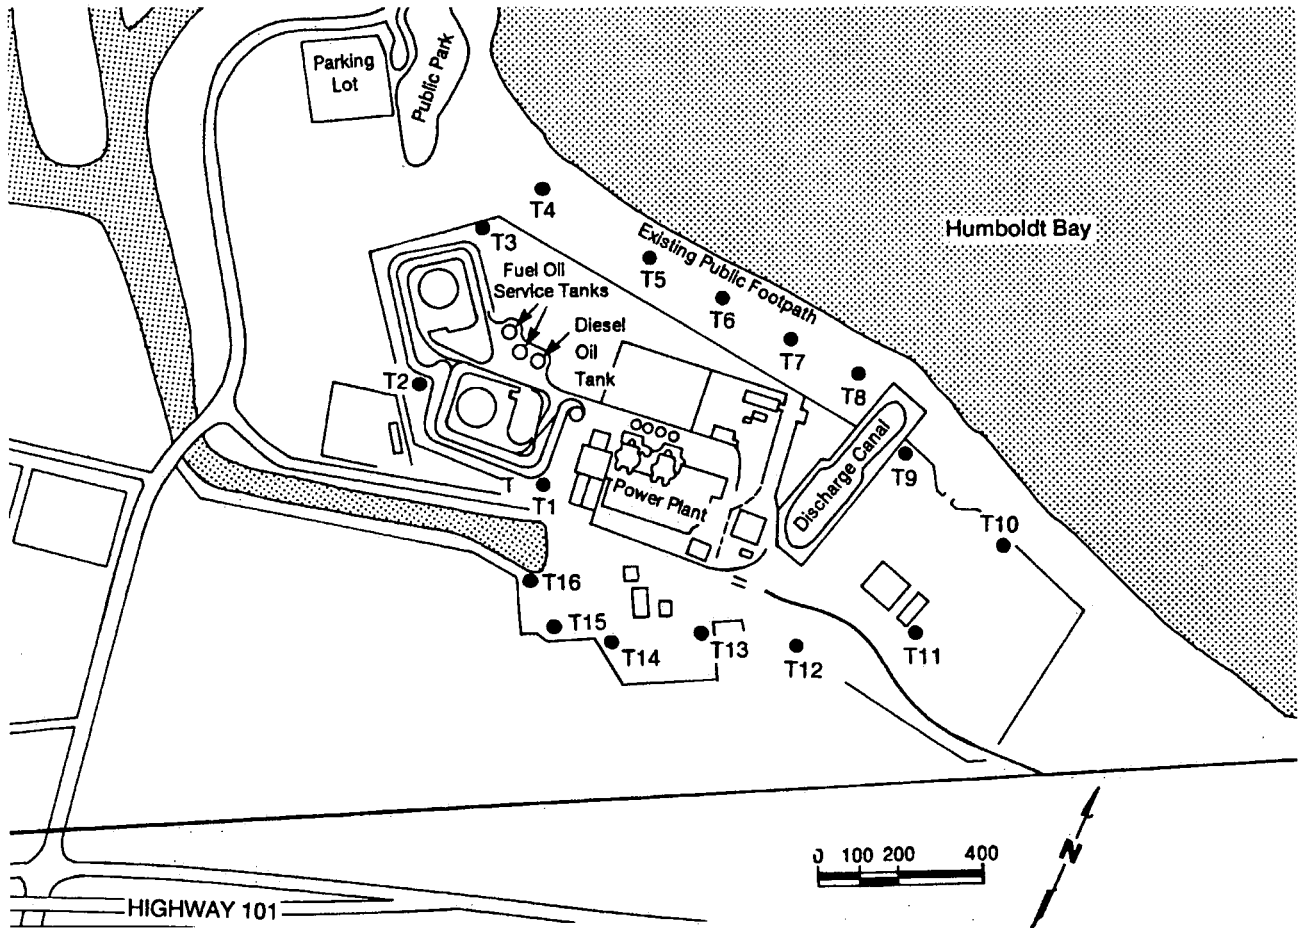 Parking
Lot
Public Park
T4
Humboldt Bay
T3
Existing Public Footpath
Fuel Oil
Service Tanks
T5
T6
Diesel
Oil
Tank
T7
T2
T8
Discharge Canal
T9
T
T1
Power Plant
T10
T16
T15
T14
T13
T12
T11
0 100 200 400
N
HIGHWAY 101